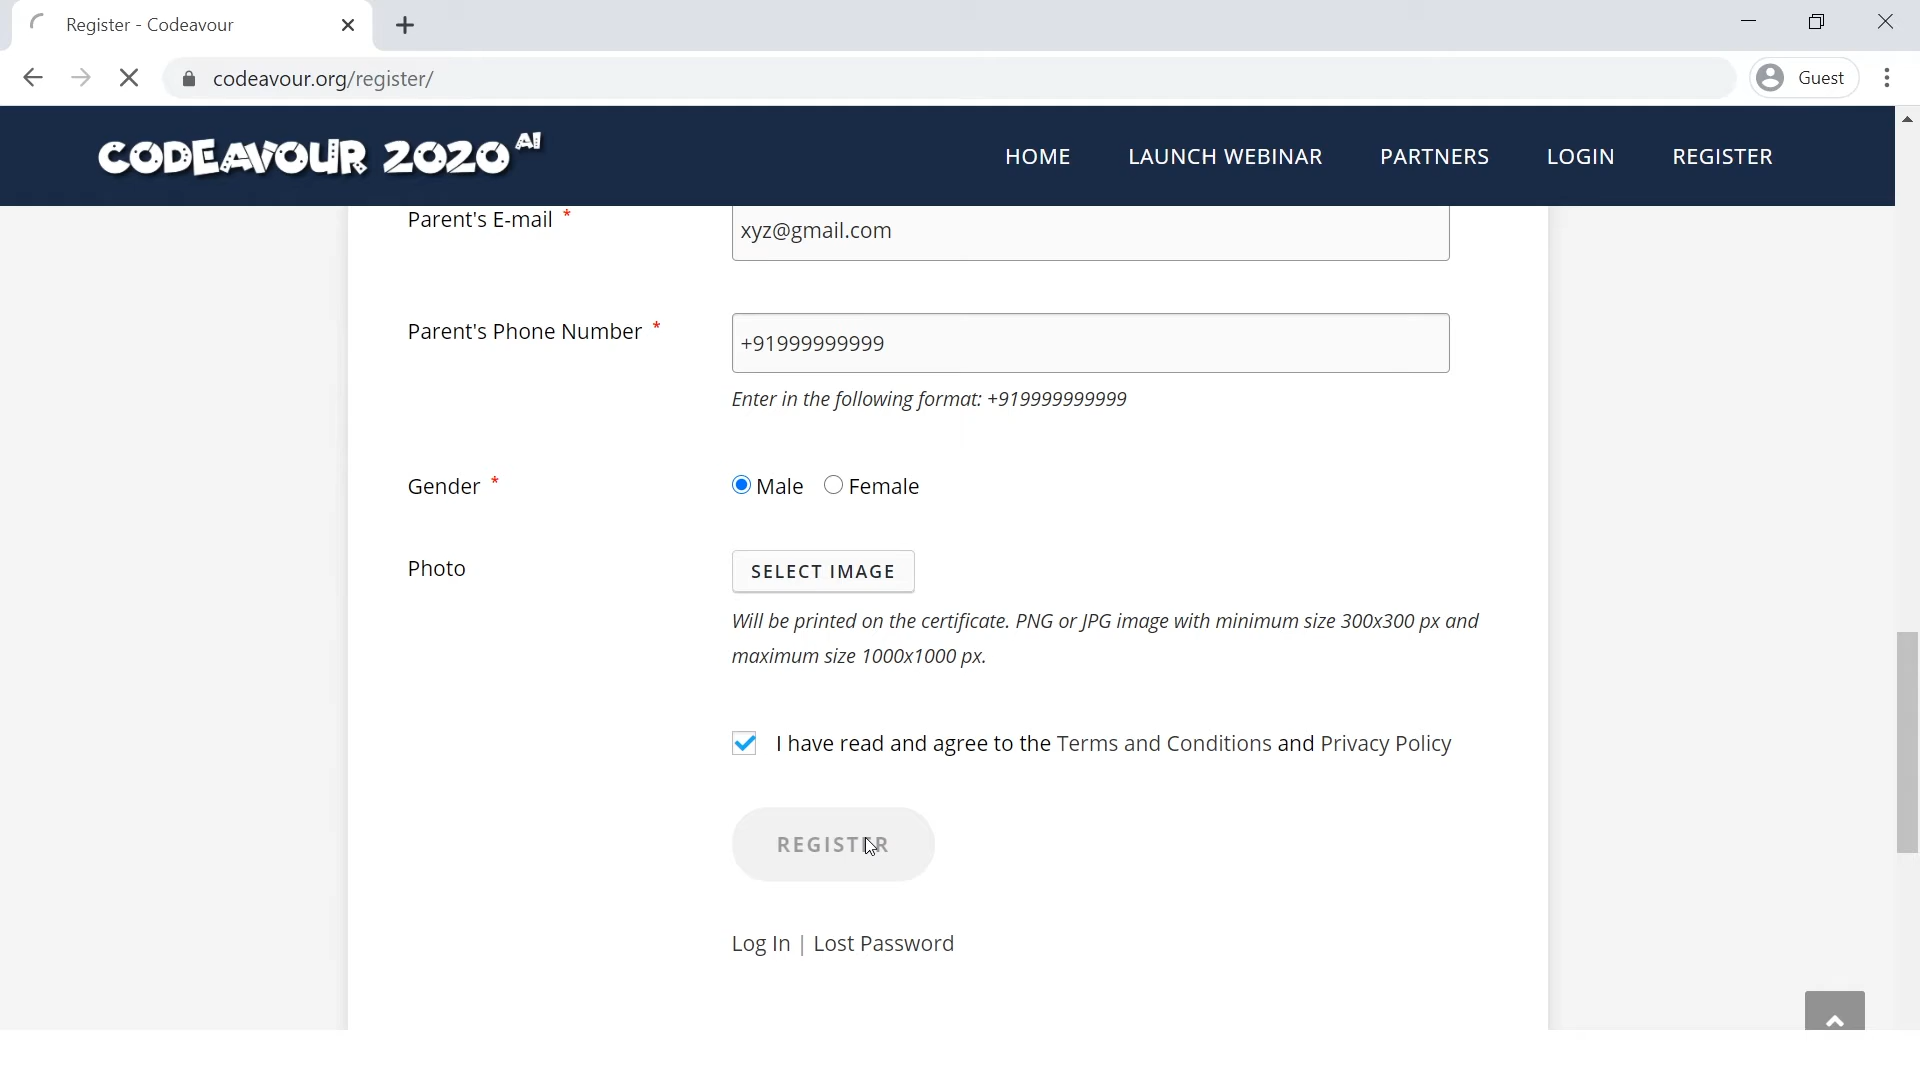 Register - Codeavour
codeavour.org/register/
Guest
CODEAVOUR 2020 AI
HOME
LAUNCH WEBINAR
PARTNERS
LOGIN
REGISTER
Parent's E-mail *
xyz@gmail.com
Parent's Phone Number *
+91999999999
Enter in the following format: +919999999999
Gender *
Male
Female
Photo
SELECT IMAGE
Will be printed on the certificate. PNG or JPG image with minimum size 300x300 px and
maximum size 1000x1000 px.
I have read and agree to the Terms and Conditions and Privacy Policy
REGISTER
Log In | Lost Password